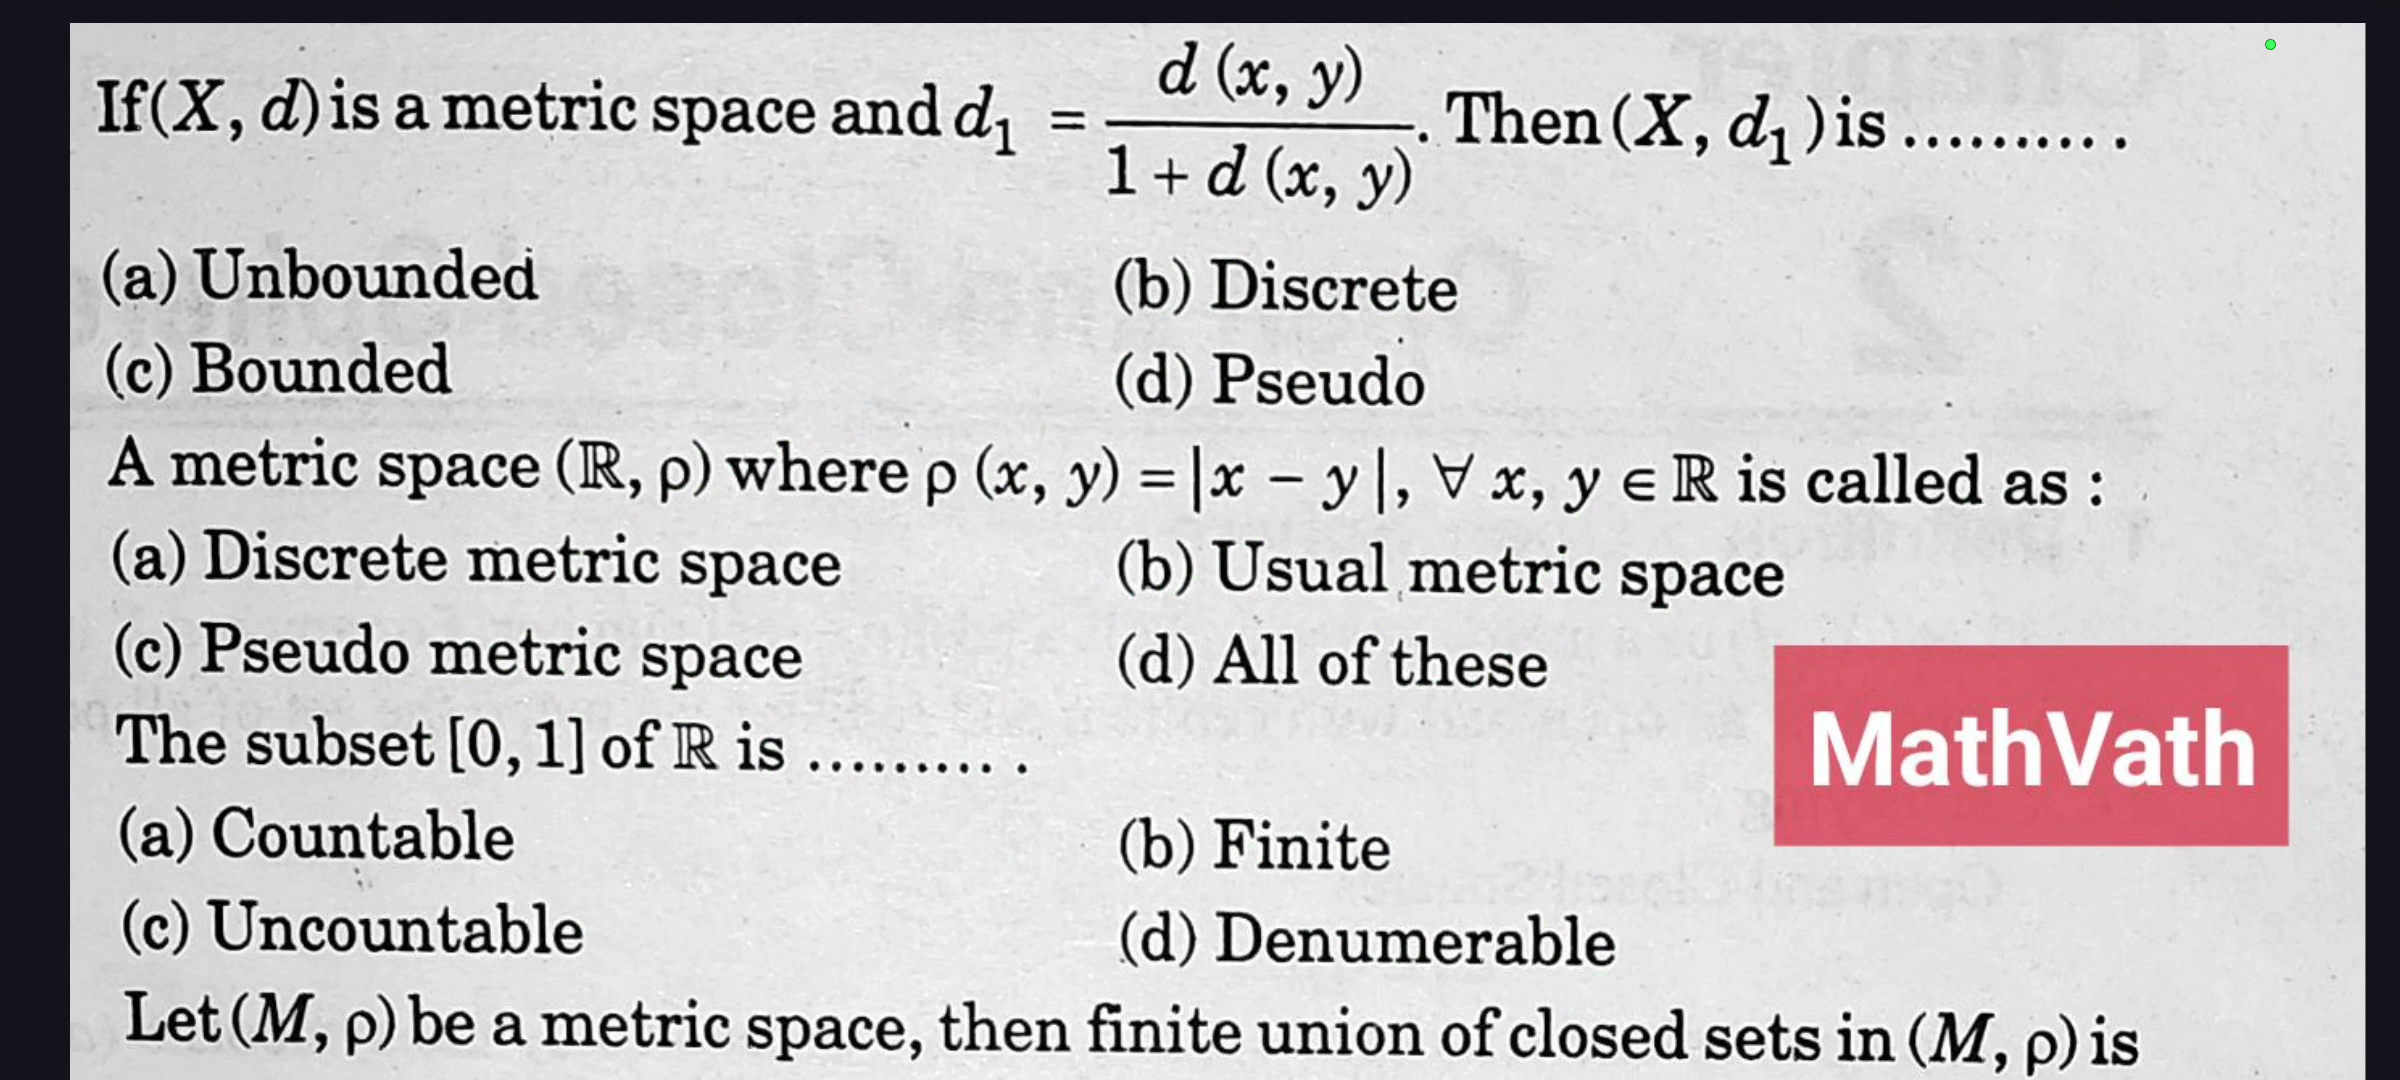 If (X, d) is a metric space and d₁ = d (x, y) / 1 + d (x, y). Then (X, d₁) is ..........
(a) Unbounded (b) Discrete
(c) Bounded (d) Pseudo
A metric space (ℝ, ρ) where ρ (x, y) = |x − y|, ∀ x, y ∈ ℝ is called as :
(a) Discrete metric space (b) Usual metric space
(c) Pseudo metric space (d) All of these
The subset [0, 1] of ℝ is ..........
(a) Countable (b) Finite
(c) Uncountable (d) Denumerable
MathVath
Let (M, ρ) be a metric space, then finite union of closed sets in (M, ρ) is